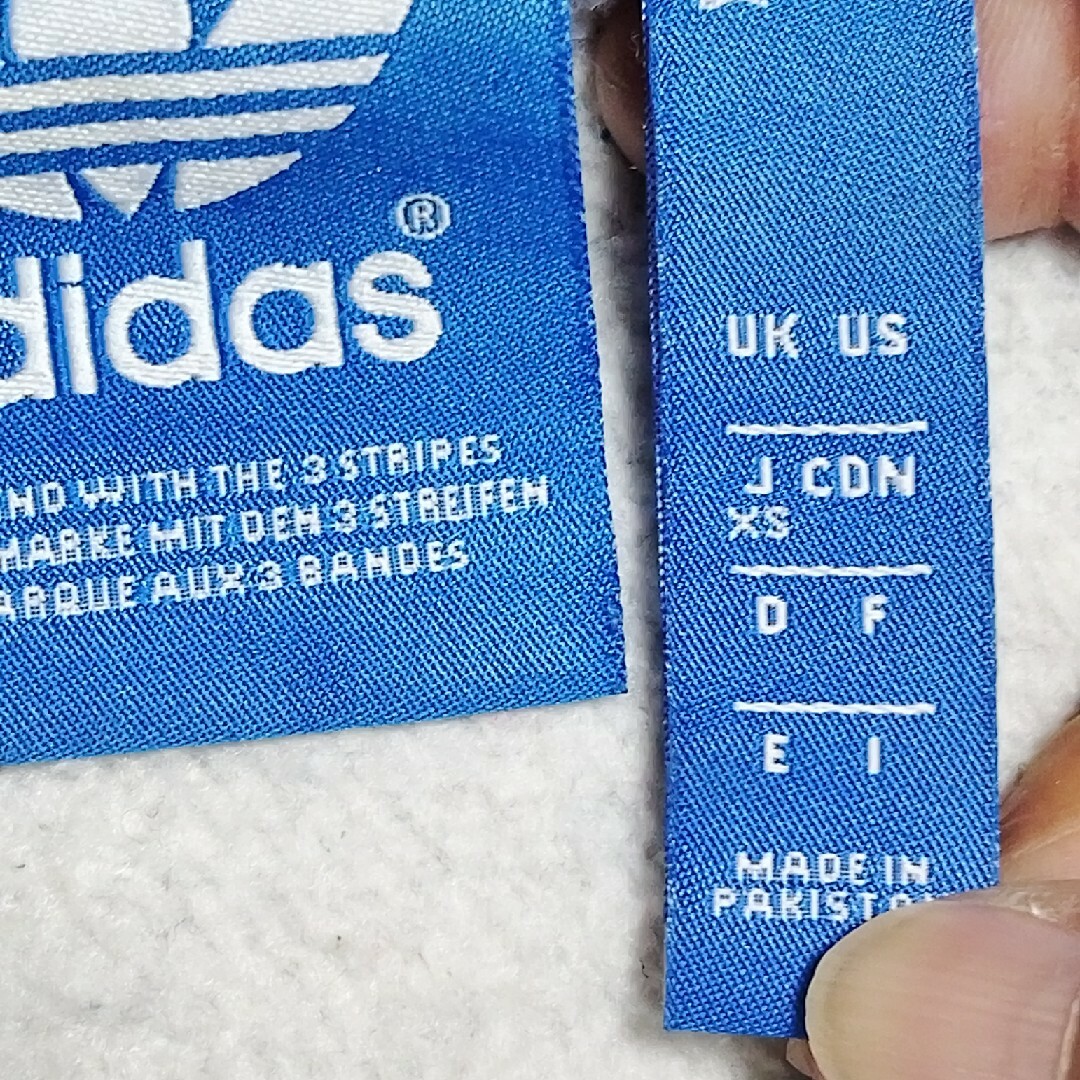 ®
didas
ND WITH THE 3 STRIPES
MARKE MIT DEN 3 STREIFEN
ARQUE AUX 3 BANDES
UK US
J CDN
XS
D F
E I
MADE IN
PAKISTAN